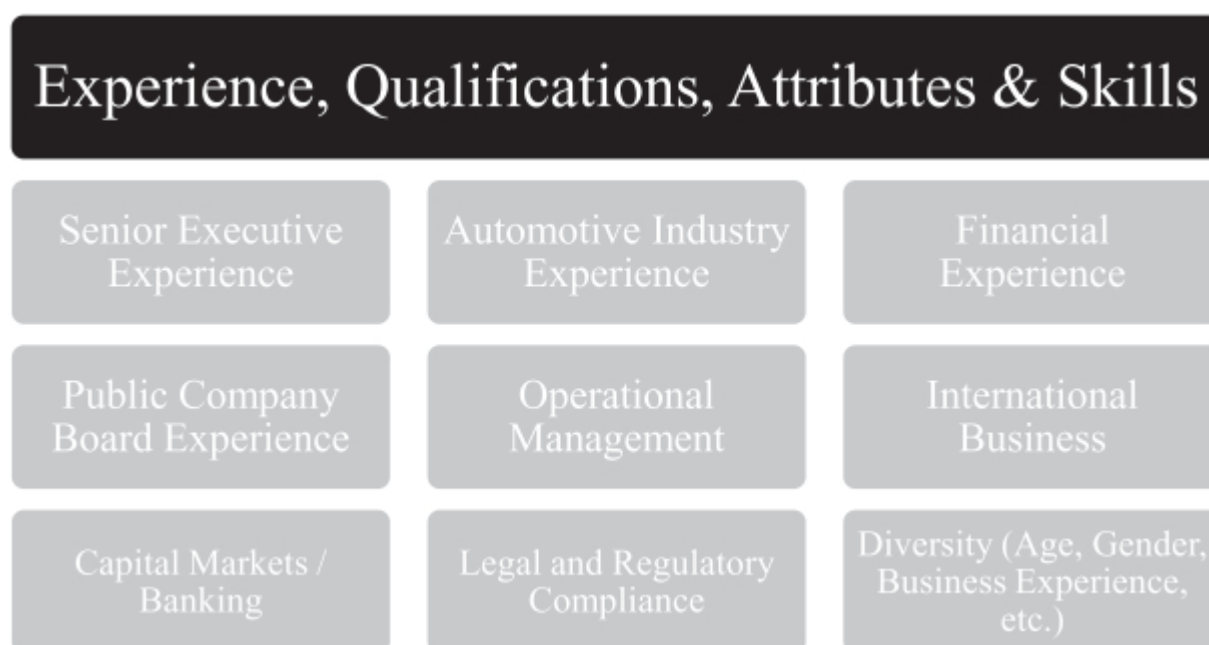 Experience, Qualifications, Attributes & Skills
Senior Executive
Experience
Automotive Industry
Experience
Financial
Experience
Public Company
Board Experience
Operational
Management
International
Business
Capital Markets /
Banking
Legal and Regulatory
Compliance
Diversity (Age, Gender,
Business Experience,
etc.)